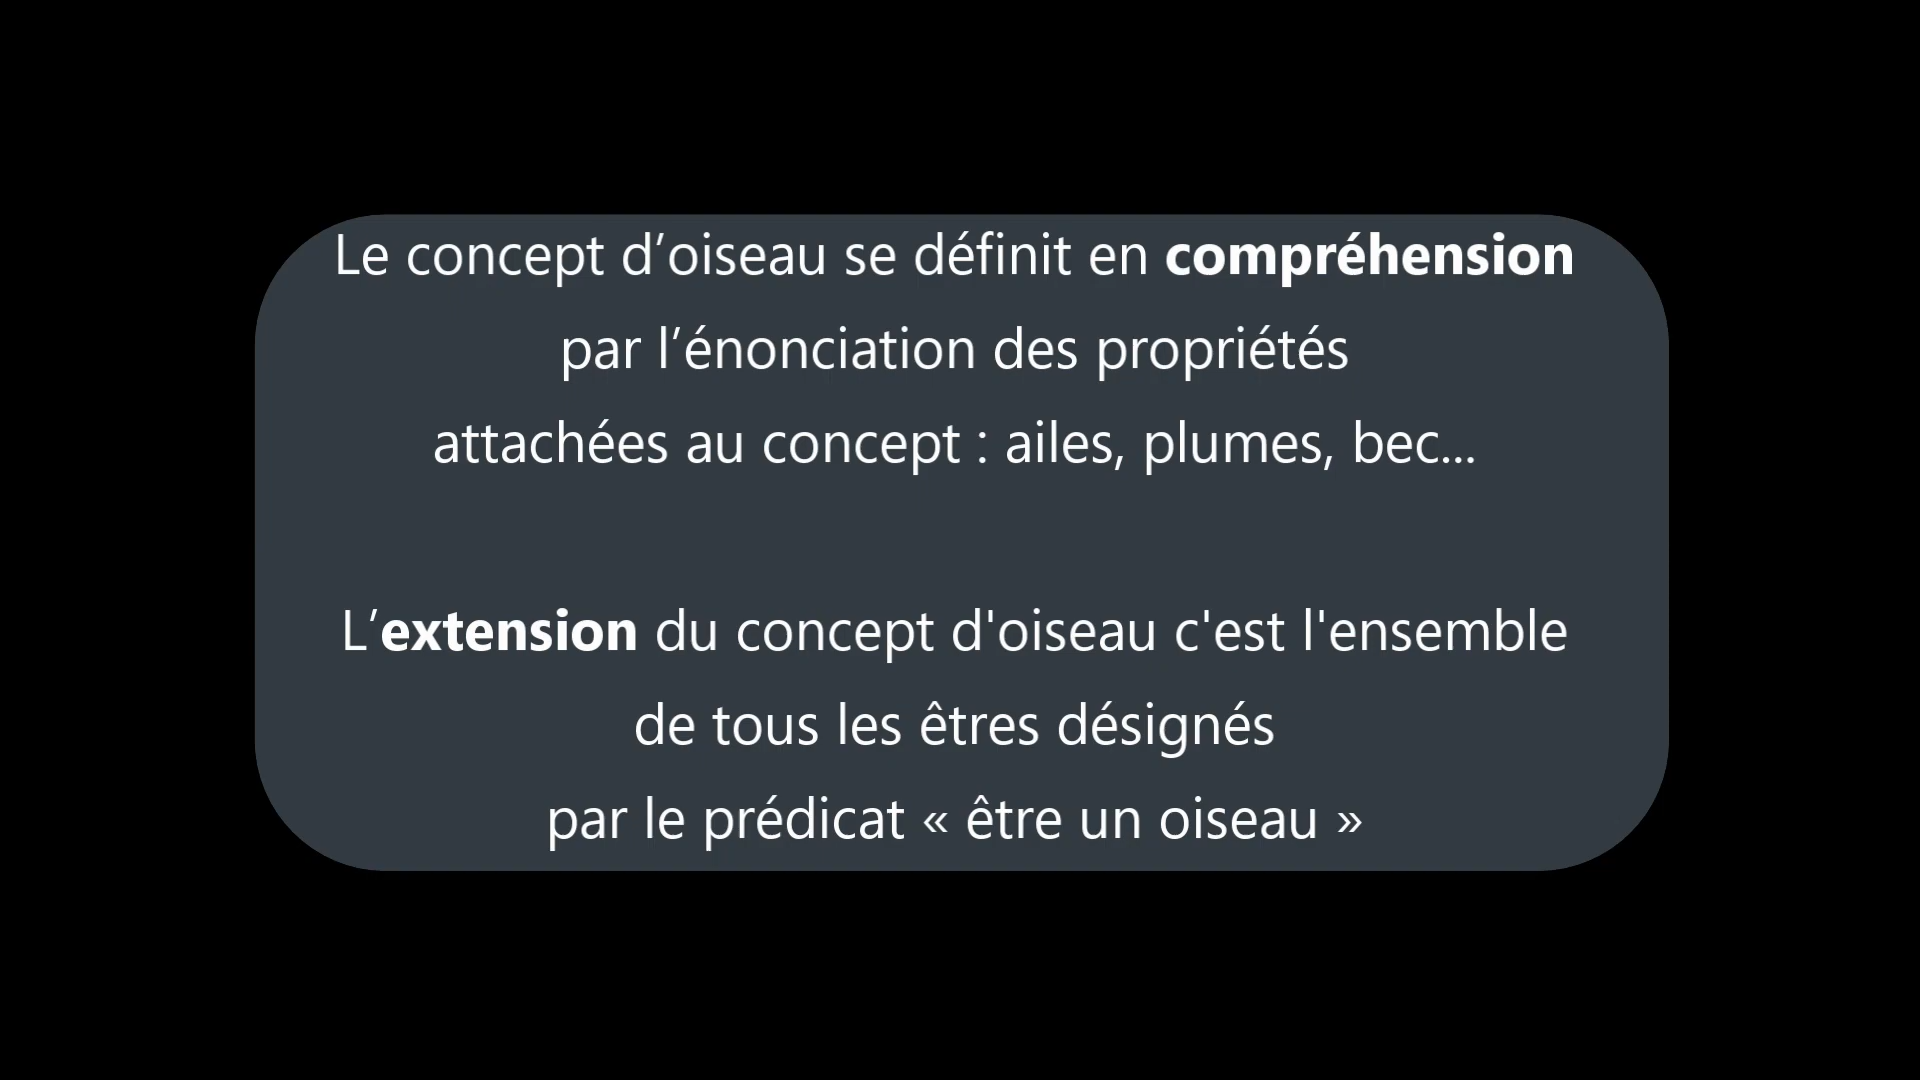 Le concept d’oiseau se définit en compréhension
par l’énonciation des propriétés
attachées au concept : ailes, plumes, bec...
L’extension du concept d'oiseau c'est l'ensemble
de tous les êtres désignés
par le prédicat « être un oiseau »